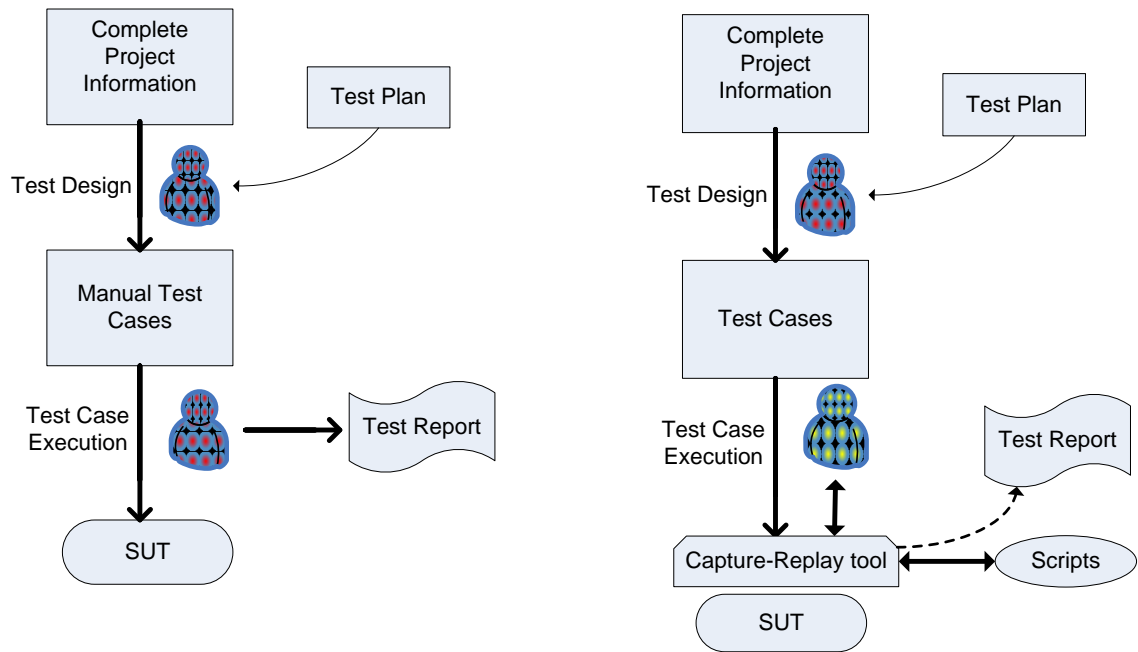 Complete
Project
Information
Test Plan
Test Design
Manual Test
Cases
Test Case
Execution
Test Report
SUT
Complete
Project
Information
Test Plan
Test Design
Test Cases
Test Case
Execution
Test Report
Capture-Replay tool
Scripts
SUT